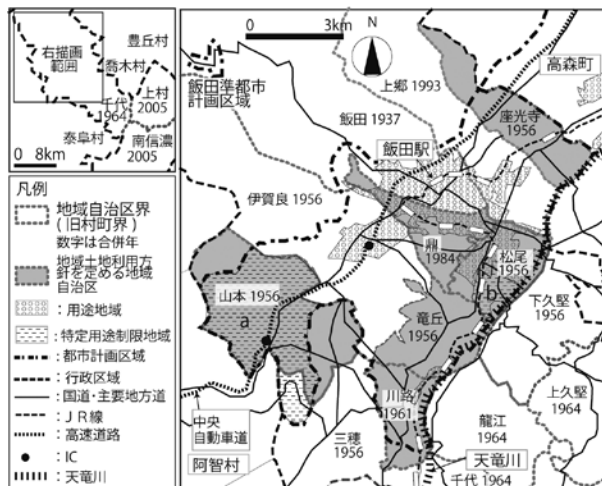 右描画
範囲
豊丘村
喬木村
上村
2005
千代
1964
泰阜村
南信濃
2005
0 8km
凡例
地域自治区界
(旧村町界)
数字は合併年
地域土地利用方
針を定める地域
自治区
：用途地域
：特定用途制限地域
：都市計画区域
：行政区域
：国道・主要地方道
：ＪＲ線
：高速道路
：IC
：天竜川
0 3km
N
飯田準都市
計画区域
上郷 1993
高森町
飯田 1937
座光寺
1956
飯田駅
伊賀良 1956
鼎
1984
松尾
1956
b
山本 1956
a
竜丘
1956
下久堅
1956
川路
1961
上久堅
1964
中央
自動車道
阿智村
三穂
1956
龍江
1964
天竜川
千代 1964